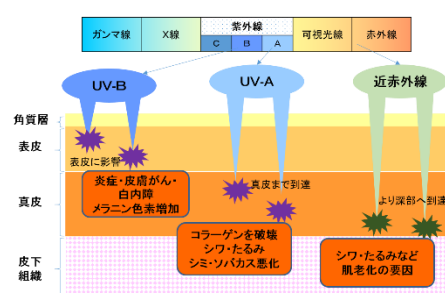 ガンマ線
X線
紫外線
C
B
A
可視光線
赤外線
UV-B
UV-A
近赤外線
角質層
表皮
真皮
皮下
組織
表皮に影響
炎症・皮膚がん・
白内障
メラニン色素増加
真皮まで到達
コラーゲンを破壊
シワ・たるみ
シミ・ソバカス悪化
より深部へ到達
シワ・たるみなど
肌老化の要因